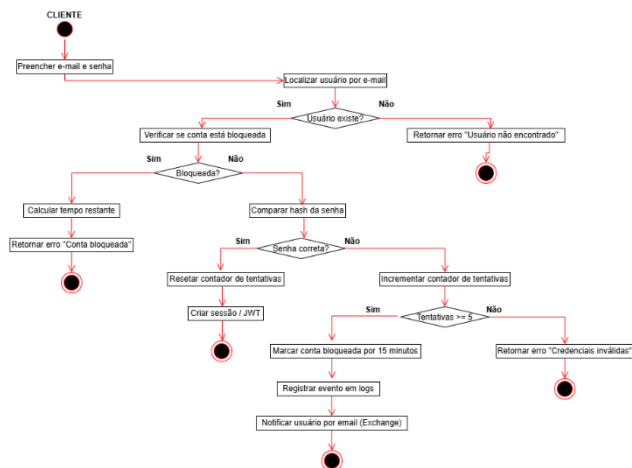 CLIENTE
Preencher e-mail e senha
Localizar usuário por e-mail
Sim
Não
Usuário existe?
Verificar se conta está bloqueada
Retornar erro "Usuário não encontrado"
Sim
Não
Bloqueada?
Calcular tempo restante
Comparar hash da senha
Retornar erro "Conta bloqueada"
Sim
Não
Senha correta?
Resetar contador de tentativas
Incrementar contador de tentativas
Criar sessão / JWT
Sim
Não
Tentativas >= 5
Marcar conta bloqueada por 15 minutos
Retornar erro "Credenciais inválidas"
Registrar evento em logs
Notificar usuário por email (Exchange)